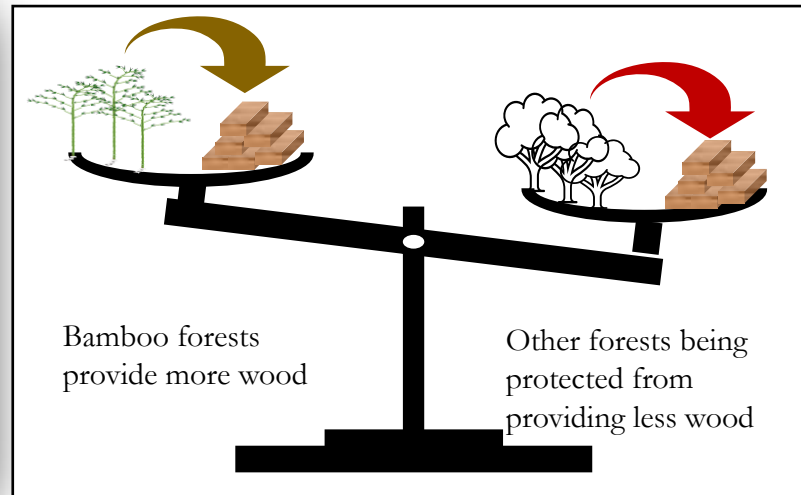 Bamboo forests
provide more wood
Other forests being
protected from
providing less wood